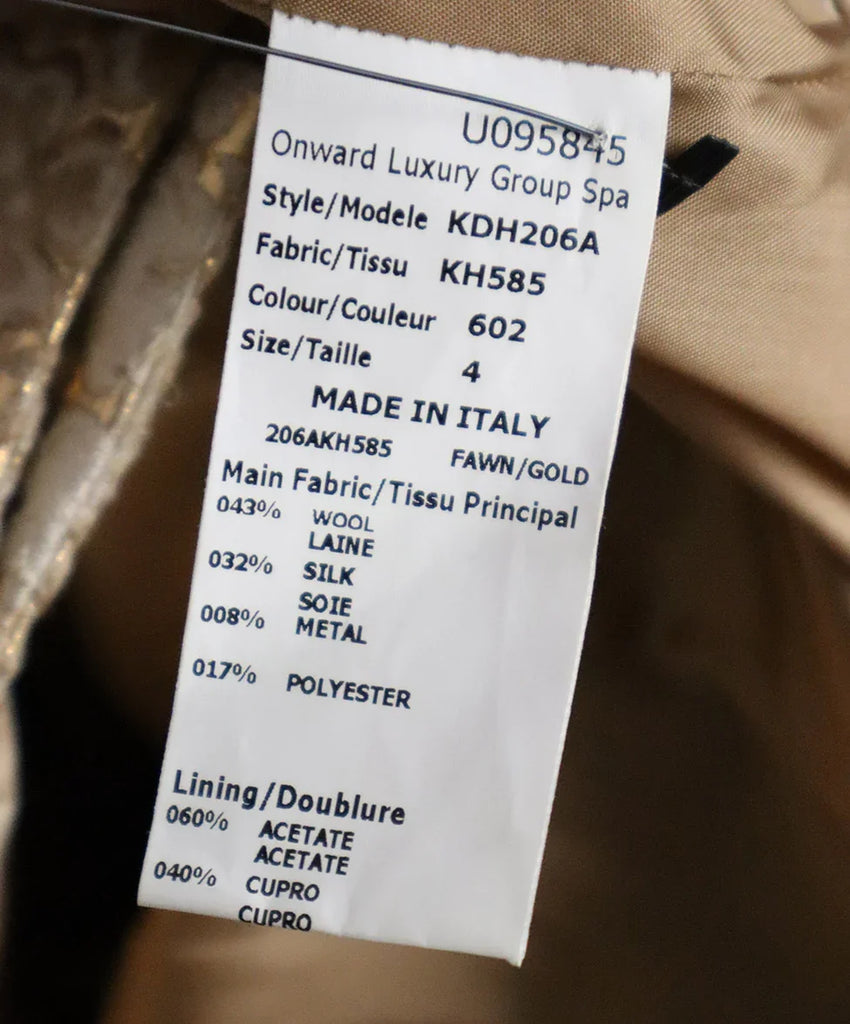 U095845
Onward Luxury Group Spa
Style/Modele KDH206A
Fabric/Tissu KH585
Colour/Couleur 602
Size/Taille 4
MADE IN ITALY
206AKH585 FAWN/GOLD
Main Fabric/Tissu Principal
043% WOOL
LAINE
032% SILK
SOIE
008% METAL
017% POLYESTER
Lining/Doublure
060% ACETATE
ACETATE
040% CUPRO
CUPRO